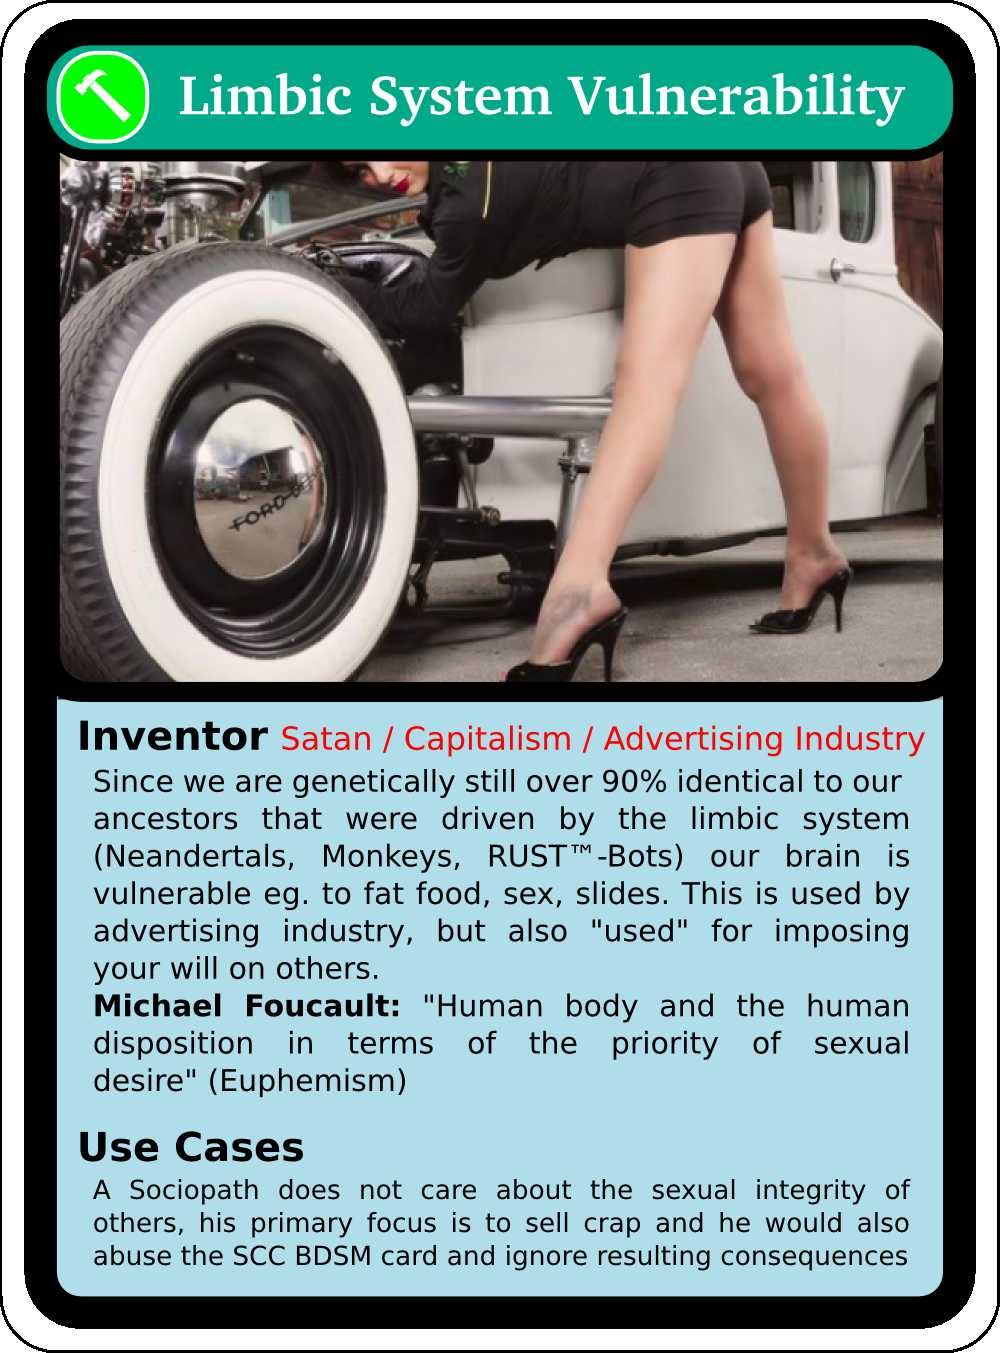 Limbic System Vulnerability
FORD
Inventor Satan / Capitalism / Advertising Industry
Since we are genetically still over 90% identical to our
ancestors that were driven by the limbic system
(Neandertals, Monkeys, RUST™-Bots) our brain is
vulnerable eg. to fat food, sex, slides. This is used by
advertising industry, but also "used" for imposing
your will on others.
Michael Foucault: "Human body and the human
disposition in terms of the priority of sexual
desire" (Euphemism)
Use Cases
A Sociopath does not care about the sexual integrity of
others, his primary focus is to sell crap and he would also
abuse the SCC BDSM card and ignore resulting consequences